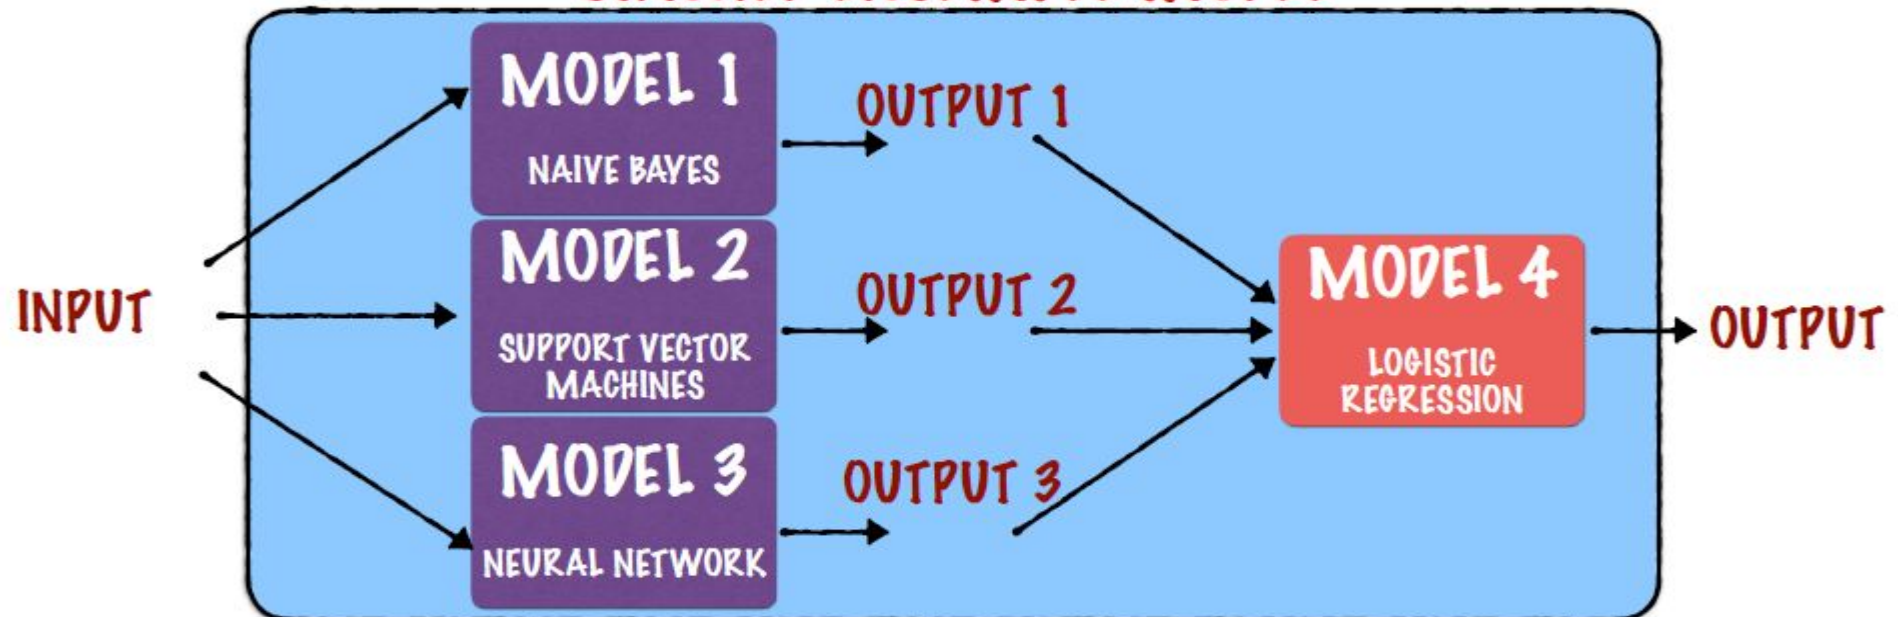 INPUT
MODEL 1
NAIVE BAYES
OUTPUT 1
MODEL 2
SUPPORT VECTOR
MACHINES
OUTPUT 2
MODEL 3
NEURAL NETWORK
OUTPUT 3
MODEL 4
LOGISTIC
REGRESSION
OUTPUT